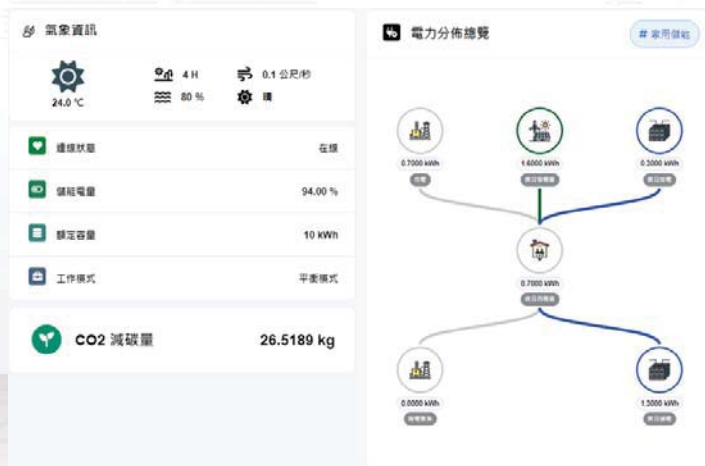 氣象資訊
24.0 °C
4 H
0.1 公尺/秒
80 %
晴
連線狀態
在線
儲能電量
94.00 %
額定容量
10 kWh
工作模式
平衡模式
CO2 減碳量
26.5189 kg
電力分佈總覽
# 家用儲能
0.7000 kWh
1.6000 kWh
0.3000 kWh
市電
0.7000 kWh
0.0000 kWh
1.3000 kWh